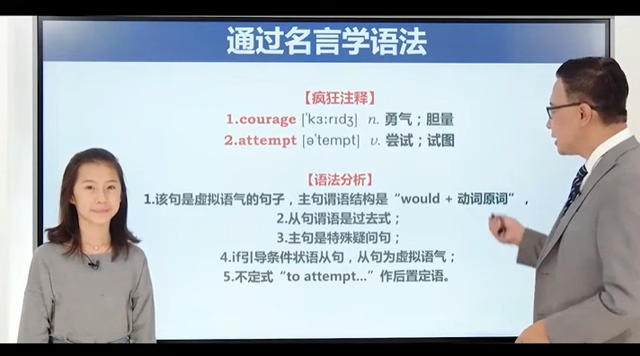 通过名言学语法
【疯狂注释】
1.courage [ˈkɜːrɪdʒ] n. 勇气；胆量
2.attempt [əˈtempt] v. 尝试；试图
【语法分析】
1.该句是虚拟语气的句子，主句谓语结构是“would + 动词原词”，
2.从句谓语是过去式；
3.主句是特殊疑问句；
4.if引导条件状语从句，从句为虚拟语气；
5.不定式“to attempt...”作后置定语。